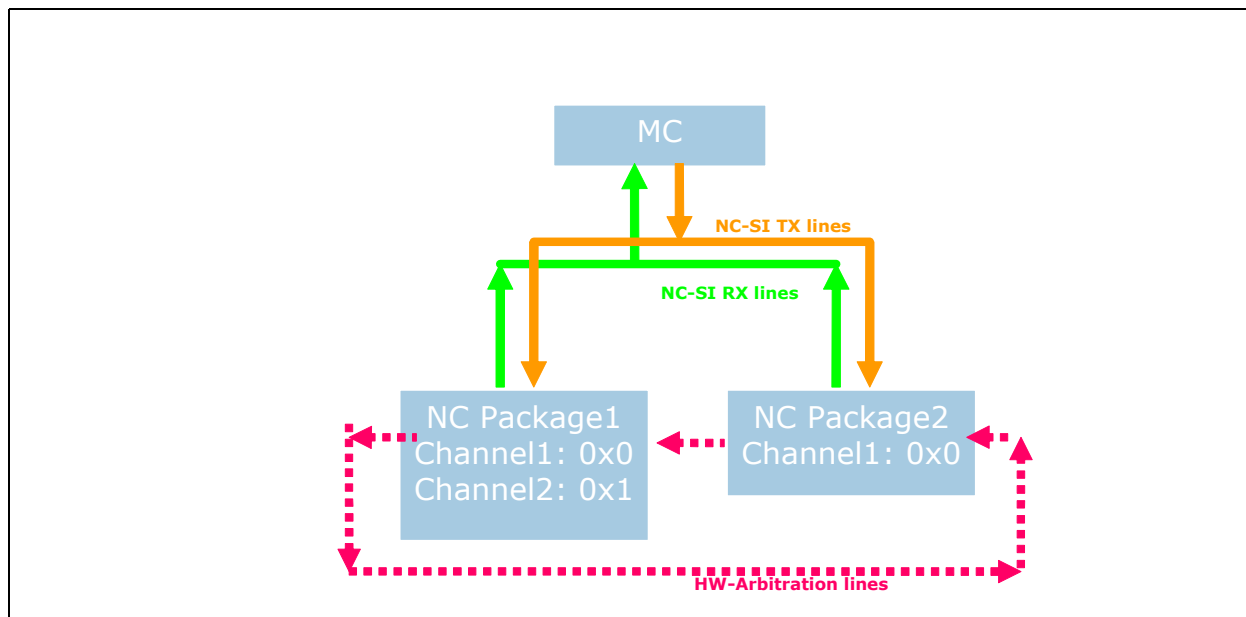 MC
NC-SI TX lines
NC-SI RX lines
NC Package1
Channel1: 0x0
Channel2: 0x1
NC Package2
Channel1: 0x0
HW-Arbitration lines